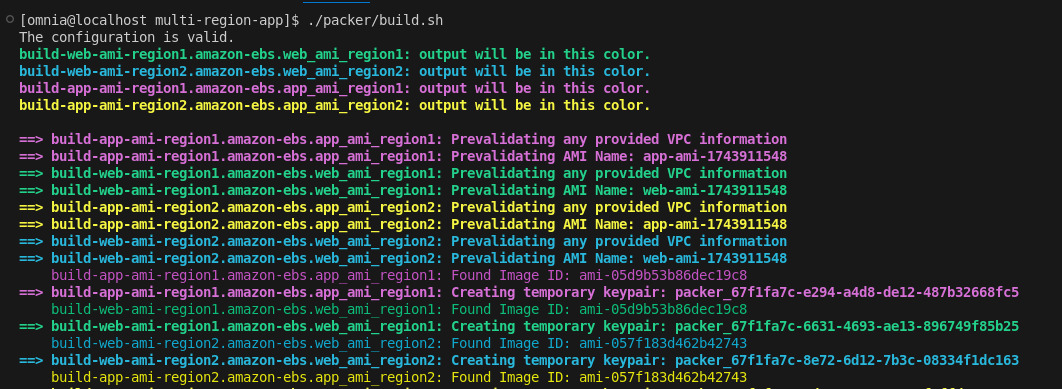 [omnia@localhost multi-region-app]$ ./packer/build.sh
The configuration is valid.
build-web-ami-region1.amazon-ebs.web_ami_region1: output will be in this color.
build-web-ami-region2.amazon-ebs.web_ami_region2: output will be in this color.
build-app-ami-region1.amazon-ebs.app_ami_region1: output will be in this color.
build-app-ami-region2.amazon-ebs.app_ami_region2: output will be in this color.
==> build-app-ami-region1.amazon-ebs.app_ami_region1: Prevalidating any provided VPC information
==> build-app-ami-region1.amazon-ebs.app_ami_region1: Prevalidating AMI Name: app-ami-1743911548
==> build-web-ami-region1.amazon-ebs.web_ami_region1: Prevalidating any provided VPC information
==> build-web-ami-region1.amazon-ebs.web_ami_region1: Prevalidating AMI Name: web-ami-1743911548
==> build-app-ami-region2.amazon-ebs.app_ami_region2: Prevalidating any provided VPC information
==> build-app-ami-region2.amazon-ebs.app_ami_region2: Prevalidating AMI Name: app-ami-1743911548
==> build-web-ami-region2.amazon-ebs.web_ami_region2: Prevalidating any provided VPC information
==> build-web-ami-region2.amazon-ebs.web_ami_region2: Prevalidating AMI Name: web-ami-1743911548
build-app-ami-region1.amazon-ebs.app_ami_region1: Found Image ID: ami-05d9b53b86dec19c8
==> build-app-ami-region1.amazon-ebs.app_ami_region1: Creating temporary keypair: packer_67f1fa7c-e294-a4d8-de12-487b32668fc5
build-web-ami-region1.amazon-ebs.web_ami_region1: Found Image ID: ami-05d9b53b86dec19c8
==> build-web-ami-region1.amazon-ebs.web_ami_region1: Creating temporary keypair: packer_67f1fa7c-6631-4693-ae13-896749f85b25
build-web-ami-region2.amazon-ebs.web_ami_region2: Found Image ID: ami-057f183d462b42743
==> build-web-ami-region2.amazon-ebs.web_ami_region2: Creating temporary keypair: packer_67f1fa7c-8e72-6d12-7b3c-08334f1dc163
build-app-ami-region2.amazon-ebs.app_ami_region2: Found Image ID: ami-057f183d462b42743